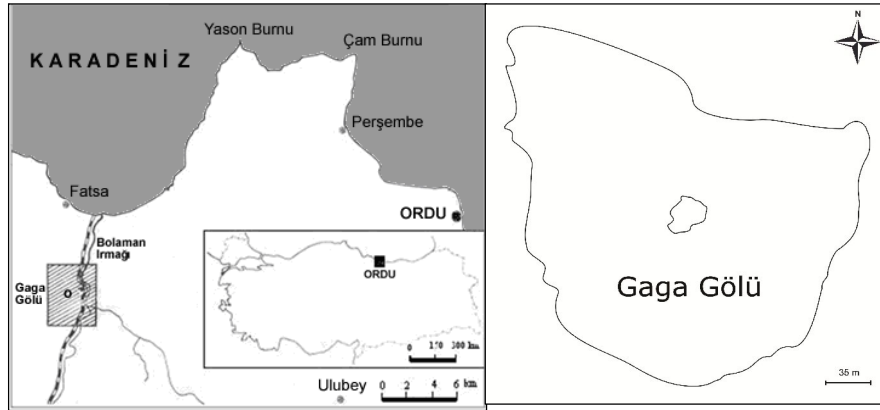 Yason Burnu
Çam Burnu
KARADENİZ
Perşembe
Fatsa
ORDU
Bolaman
Irmağı
Gaga
Gölü
ORDU
0 150 300 km
Ulubey
0 2 4 6
km
N
Gaga Gölü
35 m